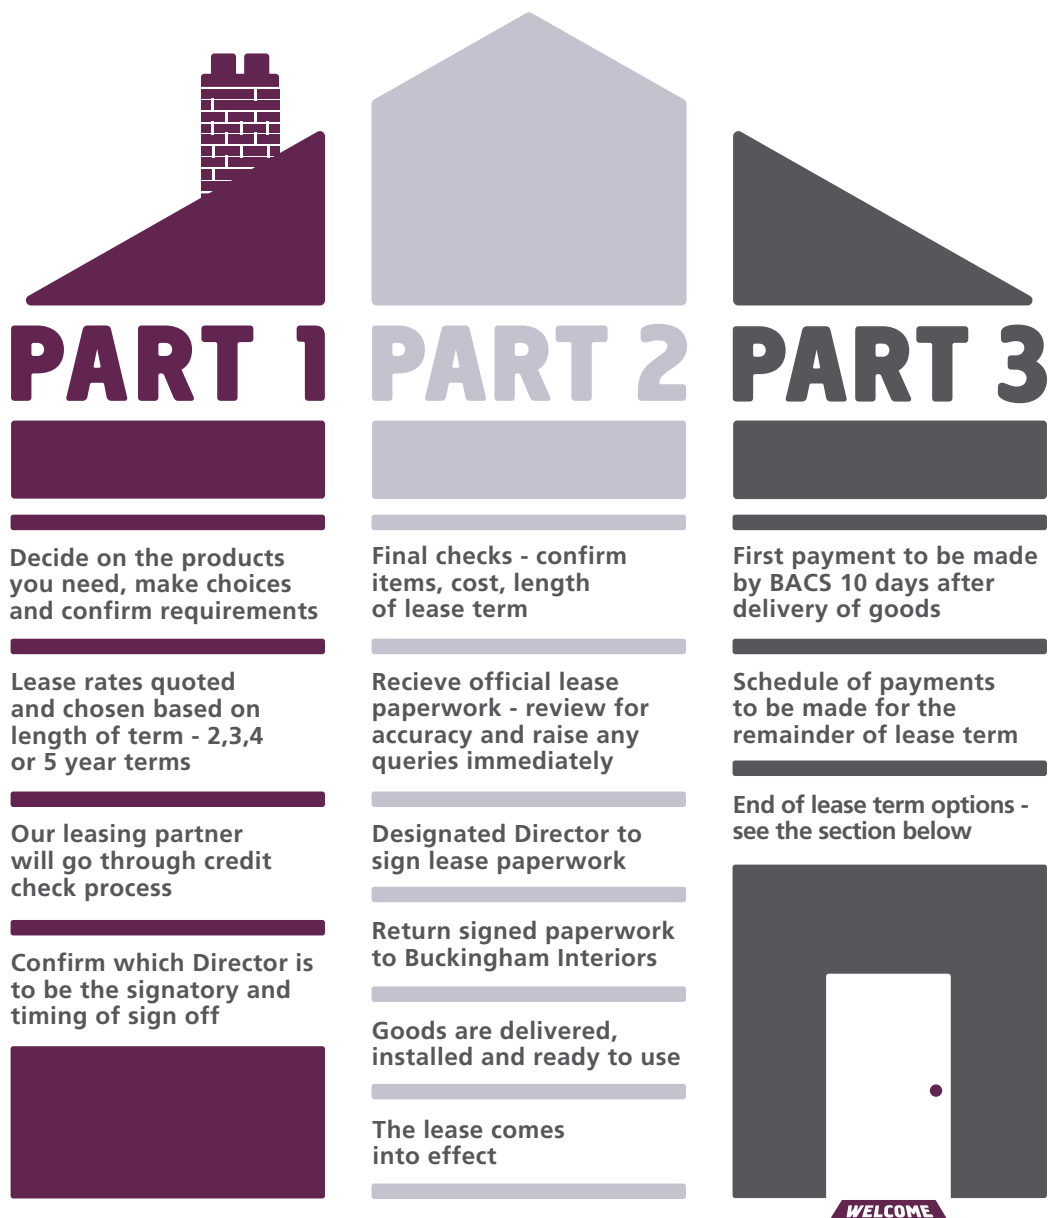 PART 1
Decide on the products
you need, make choices
and confirm requirements
Lease rates quoted
and chosen based on
length of term - 2,3,4
or 5 year terms
Our leasing partner
will go through credit
check process
Confirm which Director is
to be the signatory and
timing of sign off
PART 2
Final checks - confirm
items, cost, length
of lease term
Recieve official lease
paperwork - review for
accuracy and raise any
queries immediately
Designated Director to
sign lease paperwork
Return signed paperwork
to Buckingham Interiors
Goods are delivered,
installed and ready to use
The lease comes
into effect
PART 3
First payment to be made
by BACS 10 days after
delivery of goods
Schedule of payments
to be made for the
remainder of lease term
End of lease term options -
see the section below
WELCOME